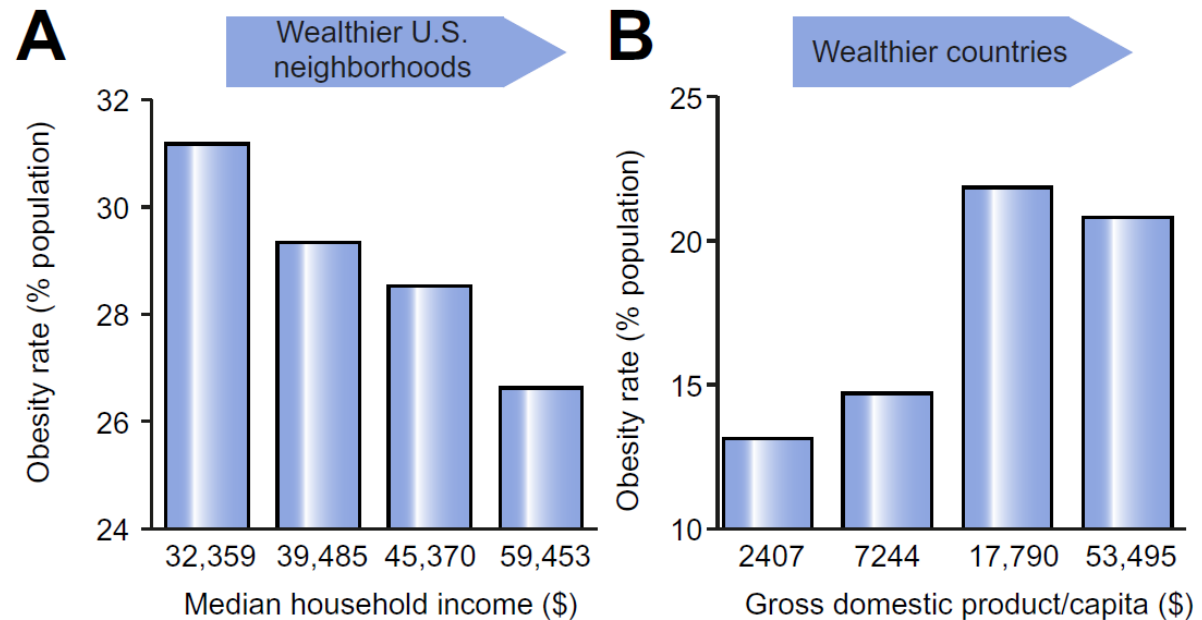 A
Wealthier U.S.
neighborhoods
Obesity rate (% population)
32
30
28
26
24
32,359 39,485 45,370 59,453
Median household income ($)
B
Wealthier countries
Obesity rate (% population)
25
20
15
10
2407 7244 17,790 53,495
Gross domestic product/capita ($)